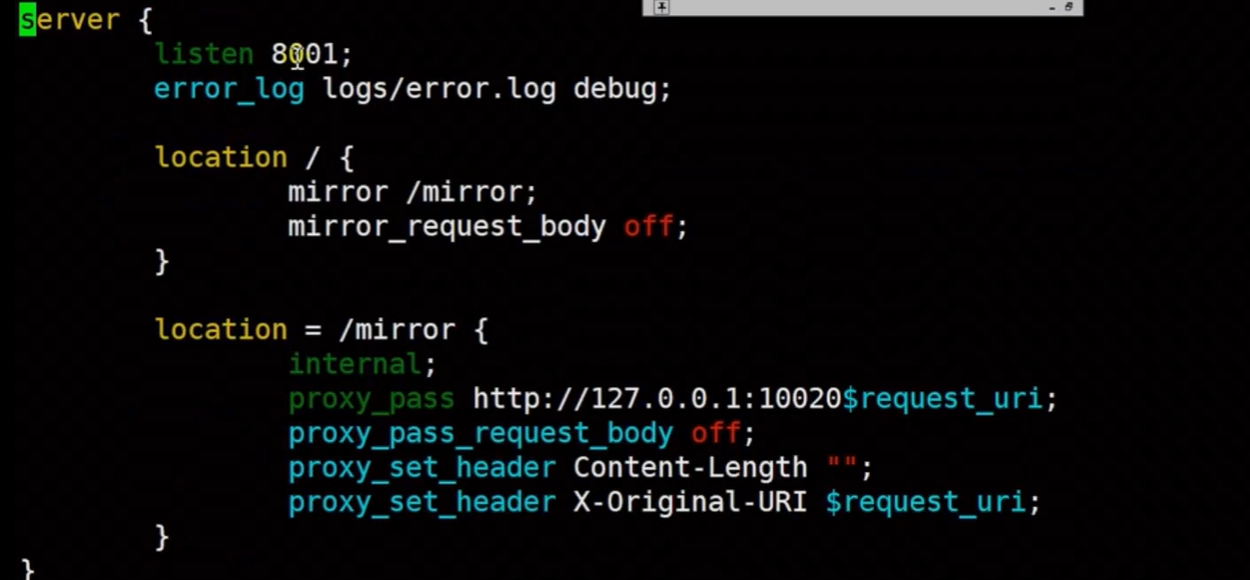 server {
listen 8001;
error_log logs/error.log debug;
location / {
mirror /mirror;
mirror_request_body off;
}
location = /mirror {
internal;
proxy_pass http://127.0.0.1:10020$request_uri;
proxy_pass_request_body off;
proxy_set_header Content-Length "";
proxy_set_header X-Original-URI $request_uri;
}
}